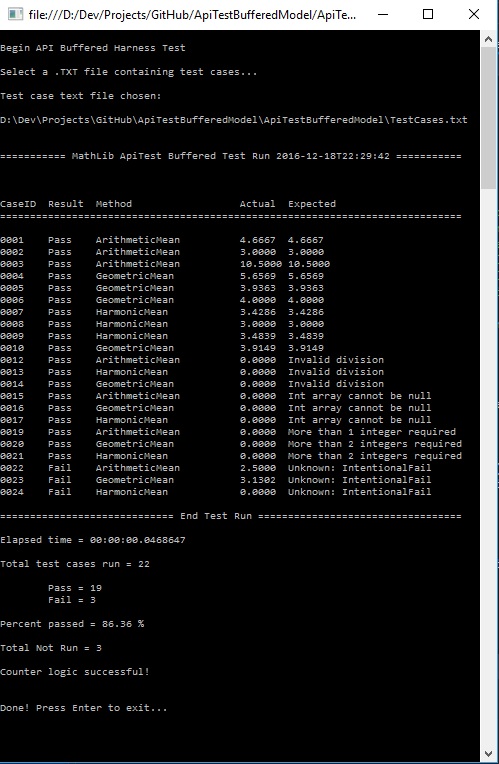 file:///D:/Dev/Projects/GitHub/ApiTestBufferedModel/ApiTe...
Begin API Buffered Harness Test
Select a .TXT file containing test cases...
Test case text file chosen:
D:\Dev\Projects\GitHub\ApiTestBufferedModel\ApiTestBufferedModel\TestCases.txt
=========== MathLib ApiTest Buffered Test Run 2016-12-18T22:29:42 ===========
CaseID  Result  Method                  Actual  Expected
=============================================================================
0001    Pass    ArithmeticMean          4.6667  4.6667
0002    Pass    ArithmeticMean          3.0000  3.0000
0003    Pass    ArithmeticMean          10.5000 10.5000
0004    Pass    GeometricMean           5.6569  5.6569
0005    Pass    GeometricMean           3.9363  3.9363
0006    Pass    GeometricMean           4.0000  4.0000
0007    Pass    HarmonicMean            3.4286  3.4286
0008    Pass    HarmonicMean            3.0000  3.0000
0009    Pass    HarmonicMean            3.4839  3.4839
0010    Pass    GeometricMean           3.9149  3.9149
0012    Pass    ArithmeticMean          0.0000  Invalid division
0013    Pass    HarmonicMean            0.0000  Invalid division
0014    Pass    GeometricMean           0.0000  Invalid division
0015    Pass    ArithmeticMean          0.0000  Int array cannot be null
0016    Pass    GeometricMean           0.0000  Int array cannot be null
0017    Pass    HarmonicMean            0.0000  Int array cannot be null
0019    Pass    ArithmeticMean          0.0000  More than 1 integer required
0020    Pass    GeometricMean           0.0000  More than 2 integers required
0021    Pass    HarmonicMean            0.0000  More than 2 integers required
0022    Fail    ArithmeticMean          2.5000  Unknown: IntentionalFail
0023    Fail    GeometricMean           3.1302  Unknown: IntentionalFail
0024    Fail    HarmonicMean            0.0000  Unknown: IntentionalFail
============================= End Test Run ==================================
Elapsed time = 00:00:00.0468647
Total test cases run = 22
Pass = 19
Fail = 3
Percent passed = 86.36 %
Total Not Run = 3
Counter logic successful!
Done! Press Enter to exit...